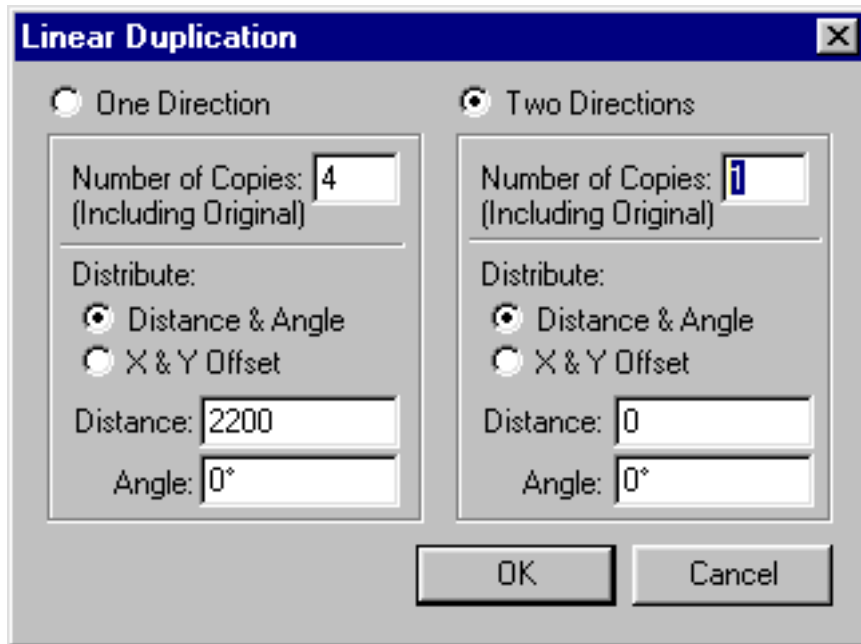 Linear Duplication
One Direction
Number of Copies: 4
(Including Original)
Distribute:
Distance & Angle
X & Y Offset
Distance: 2200
Angle: 0°
Two Directions
Number of Copies: 1
(Including Original)
Distribute:
Distance & Angle
X & Y Offset
Distance: 0
Angle: 0°
OK
Cancel